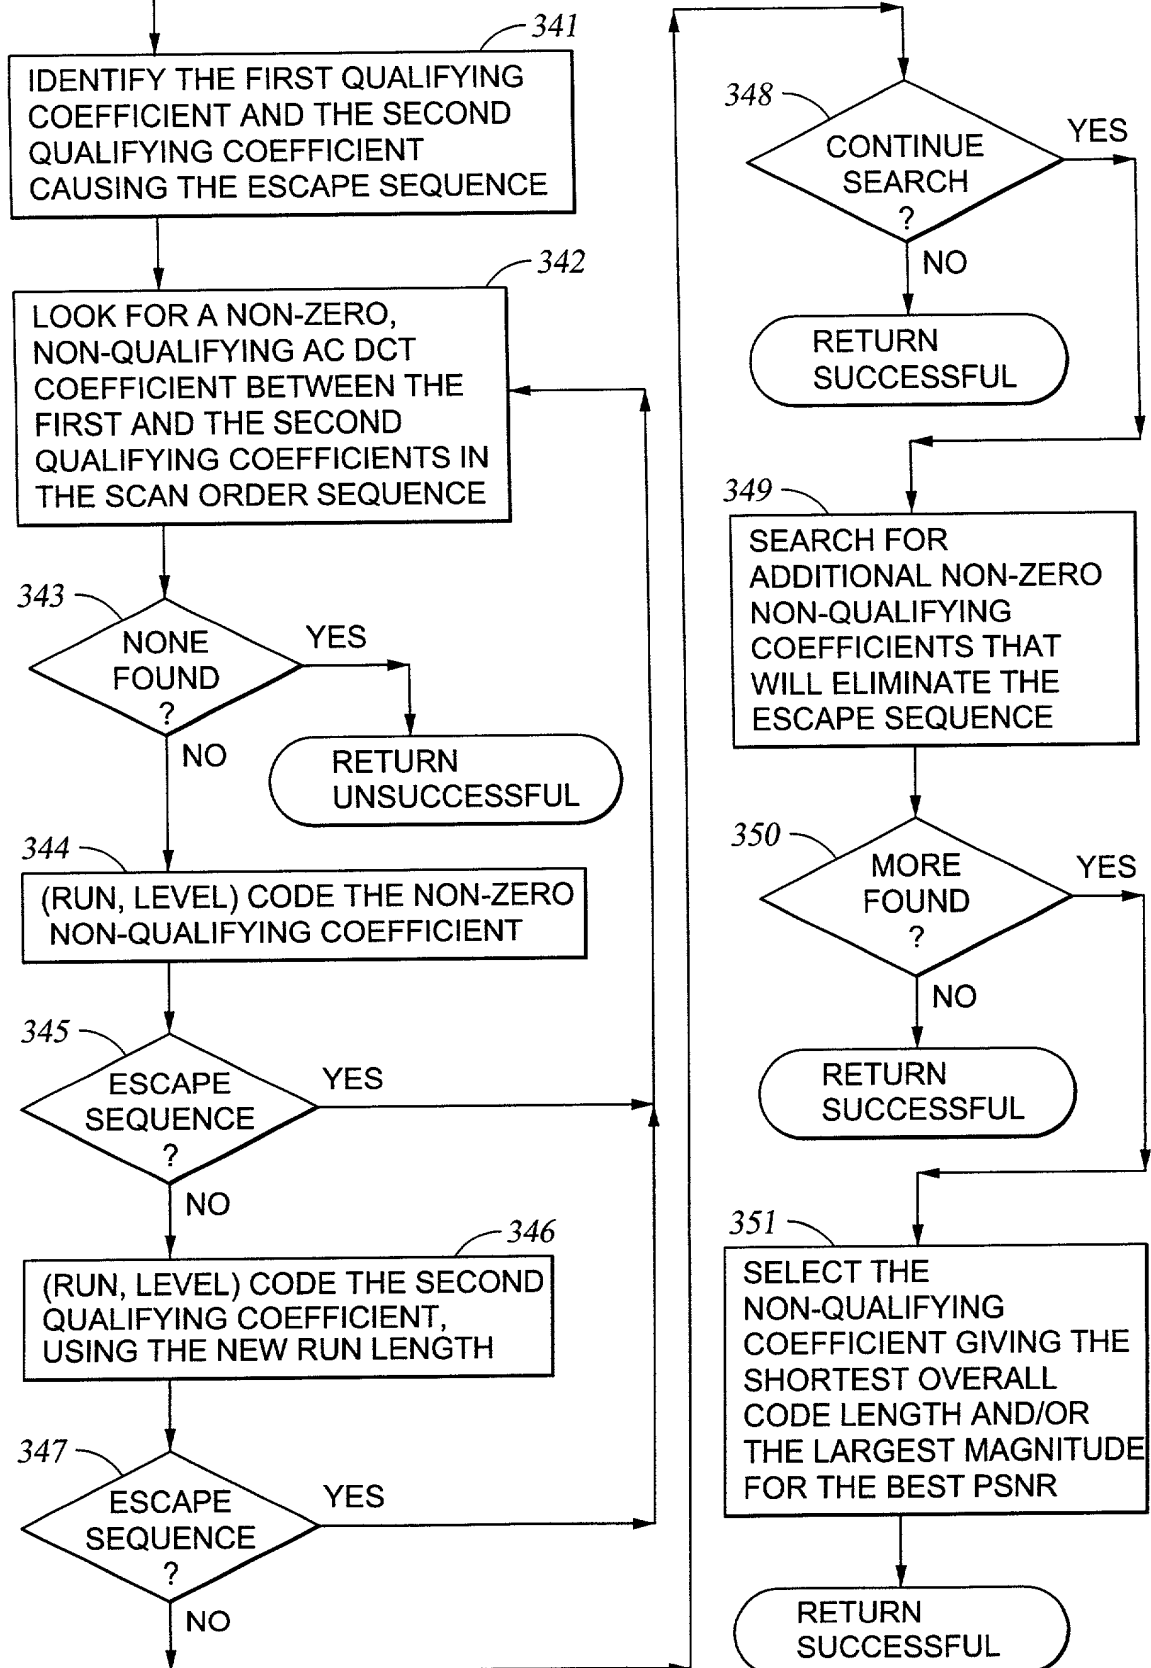 341
IDENTIFY THE FIRST QUALIFYING
COEFFICIENT AND THE SECOND
QUALIFYING COEFFICIENT
CAUSING THE ESCAPE SEQUENCE
342
LOOK FOR A NON-ZERO,
NON-QUALIFYING AC DCT
COEFFICIENT BETWEEN THE
FIRST AND THE SECOND
QUALIFYING COEFFICIENTS IN
THE SCAN ORDER SEQUENCE
343
NONE
FOUND
?
YES
NO
RETURN
UNSUCCESSFUL
344
(RUN, LEVEL) CODE THE NON-ZERO
NON-QUALIFYING COEFFICIENT
345
ESCAPE
SEQUENCE
?
YES
NO
346
(RUN, LEVEL) CODE THE SECOND
QUALIFYING COEFFICIENT,
USING THE NEW RUN LENGTH
347
ESCAPE
SEQUENCE
?
YES
NO
348
CONTINUE
SEARCH
?
YES
NO
RETURN
SUCCESSFUL
349
SEARCH FOR
ADDITIONAL NON-ZERO
NON-QUALIFYING
COEFFICIENTS THAT
WILL ELIMINATE THE
ESCAPE SEQUENCE
350
MORE
FOUND
?
YES
NO
RETURN
SUCCESSFUL
351
SELECT THE
NON-QUALIFYING
COEFFICIENT GIVING THE
SHORTEST OVERALL
CODE LENGTH AND/OR
THE LARGEST MAGNITUDE
FOR THE BEST PSNR
RETURN
SUCCESSFUL